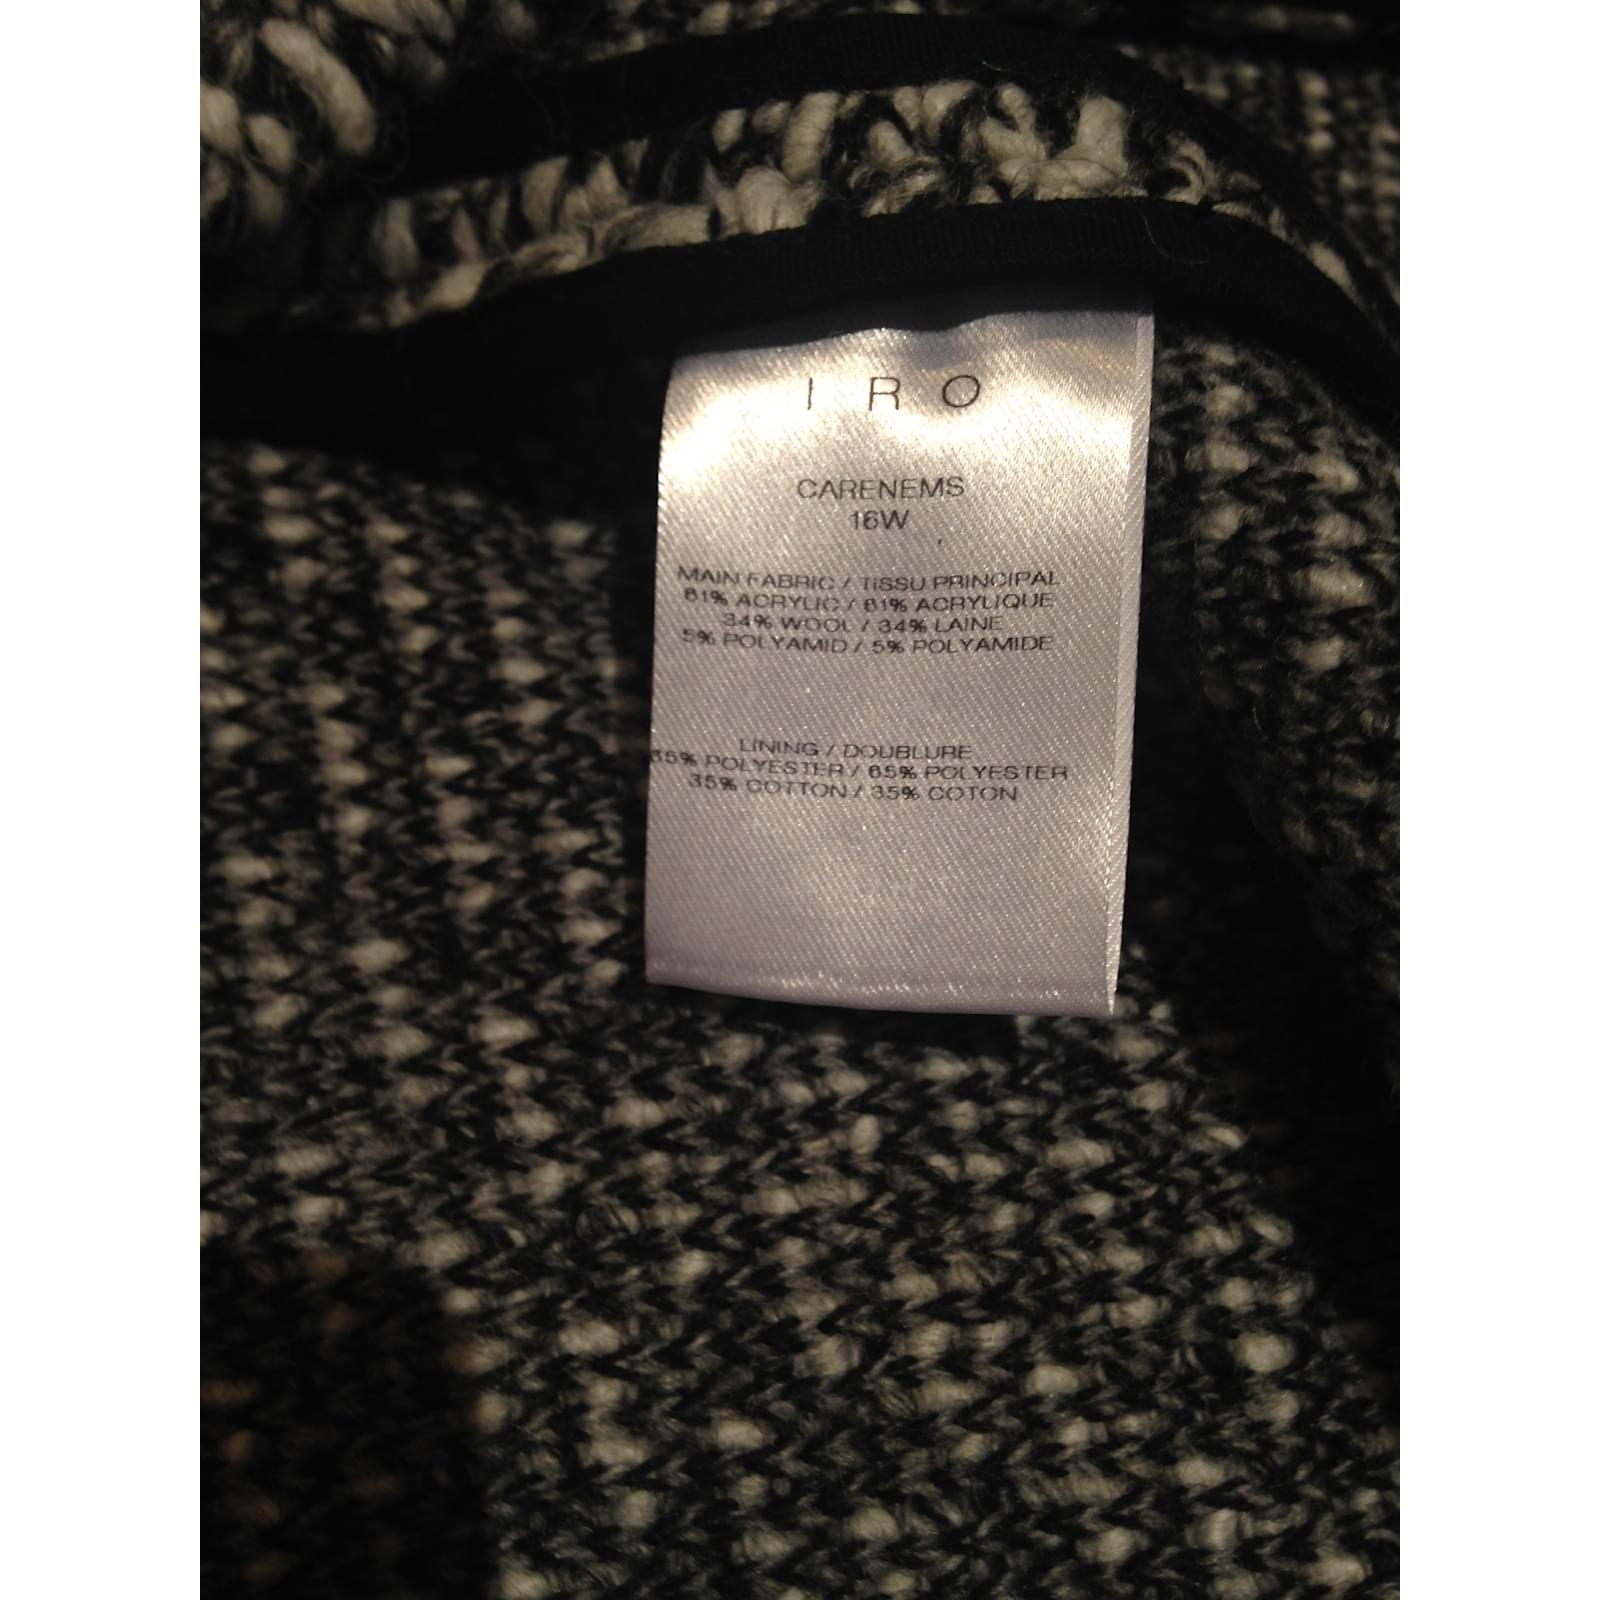 I R O
CARENEMS
16W
MAIN FABRIC / TISSU PRINCIPAL
61% ACRYLIC / 61% ACRYLIQUE
34% WOOL / 34% LAINE
5% POLYAMID / 5% POLYAMIDE
LINING / DOUBLURE
65% POLYESTER / 65% POLYESTER
35% COTTON / 35% COTON